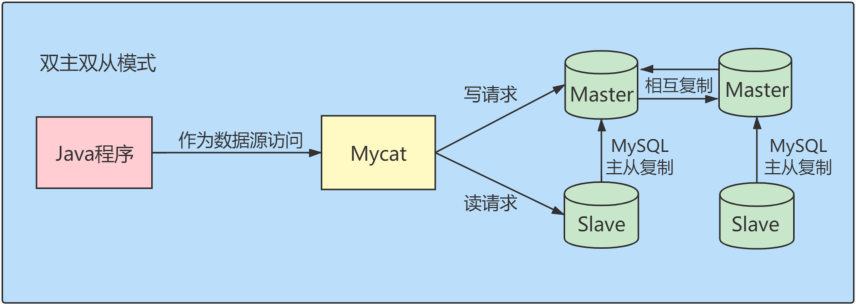 双主双从模式
Java程序
作为数据源访问
Mycat
写请求
读请求
Master
相互复制
Master
MySQL
主从复制
MySQL
主从复制
Slave
Slave